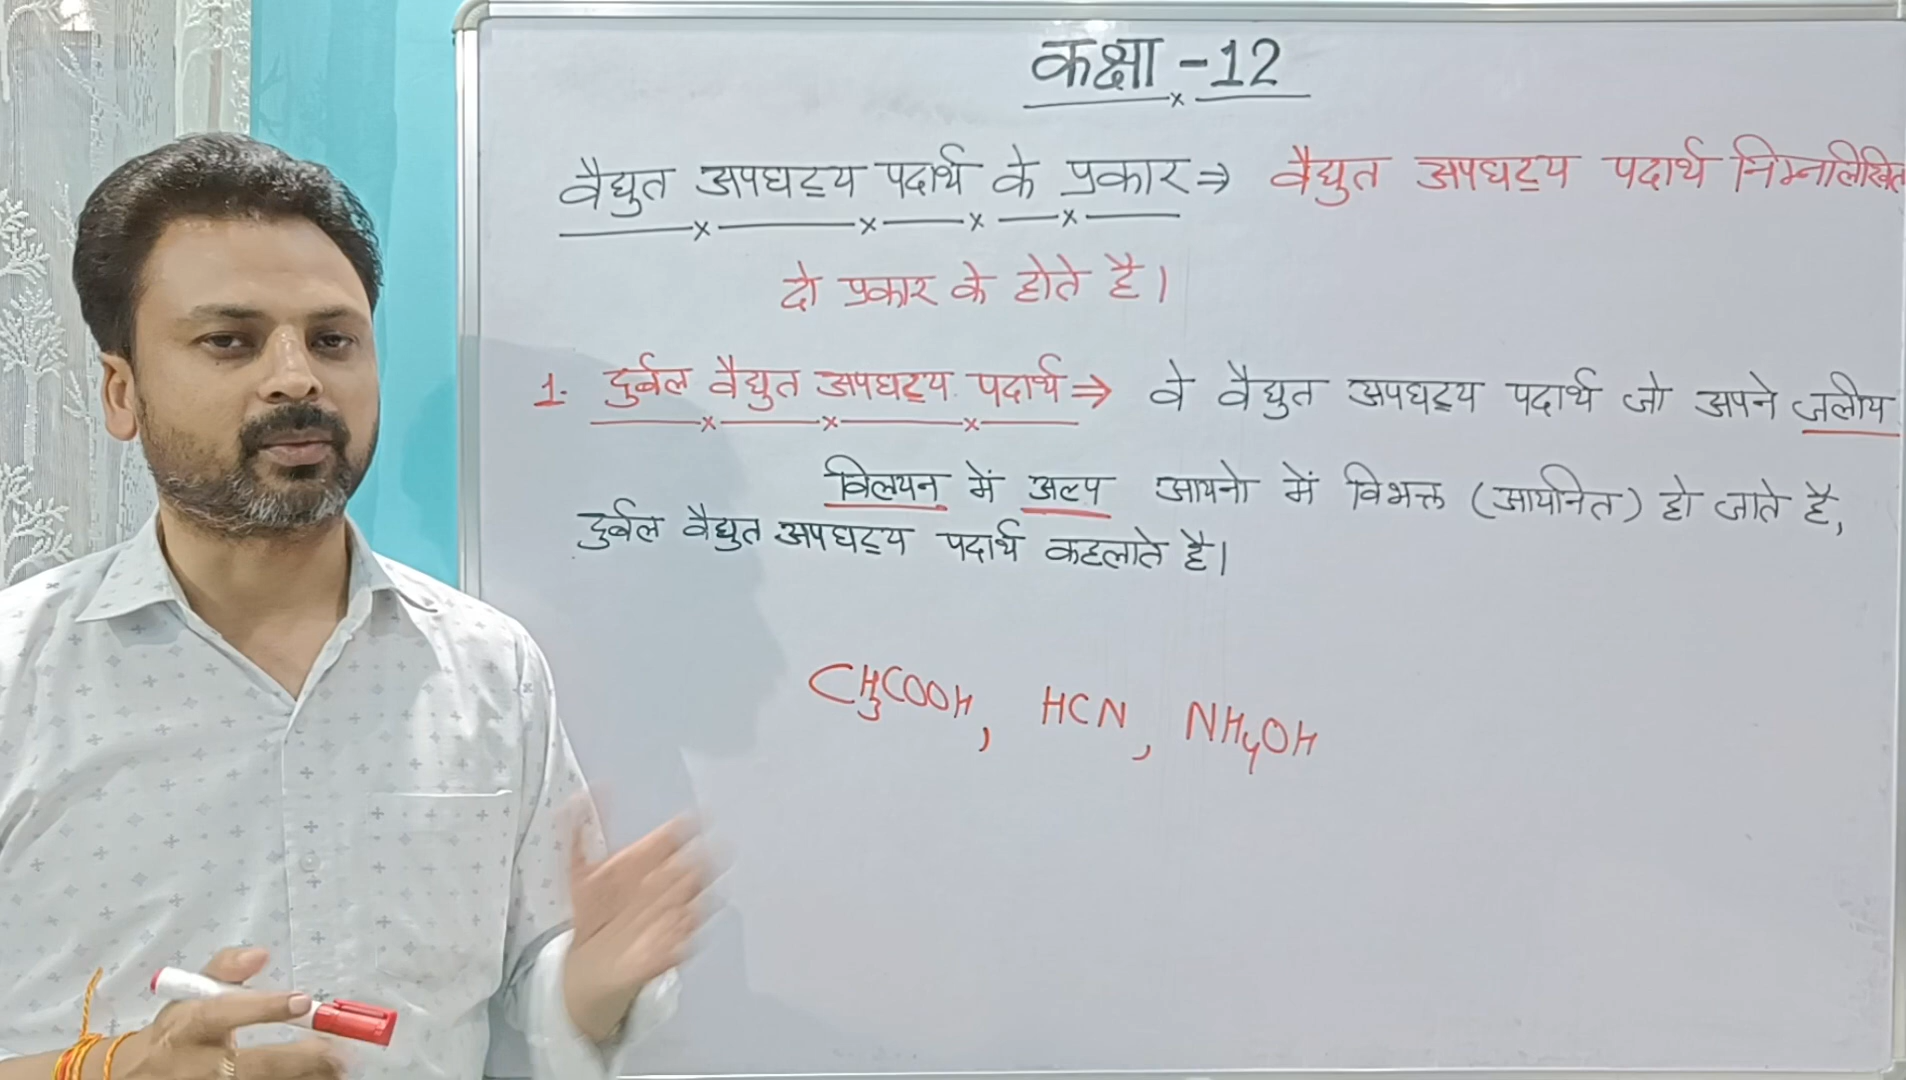 कक्षा -12
वैद्युत अपघट्य पदार्थ के प्रकार ⇒ वैद्युत अपघट्य पदार्थ निम्नलिखित
दो प्रकार के होते है।
1. दुर्बल वैद्युत अपघट्य पदार्थ ⇒ वे वैद्युत अपघट्य पदार्थ जो अपने जलीय
विलयन में अल्प आयनो में विभक्त (आयनित) हो जाते है,
दुर्बल वैद्युत अपघट्य पदार्थ कहलाते है।
CH₃COOH, HCN, NH₄OH